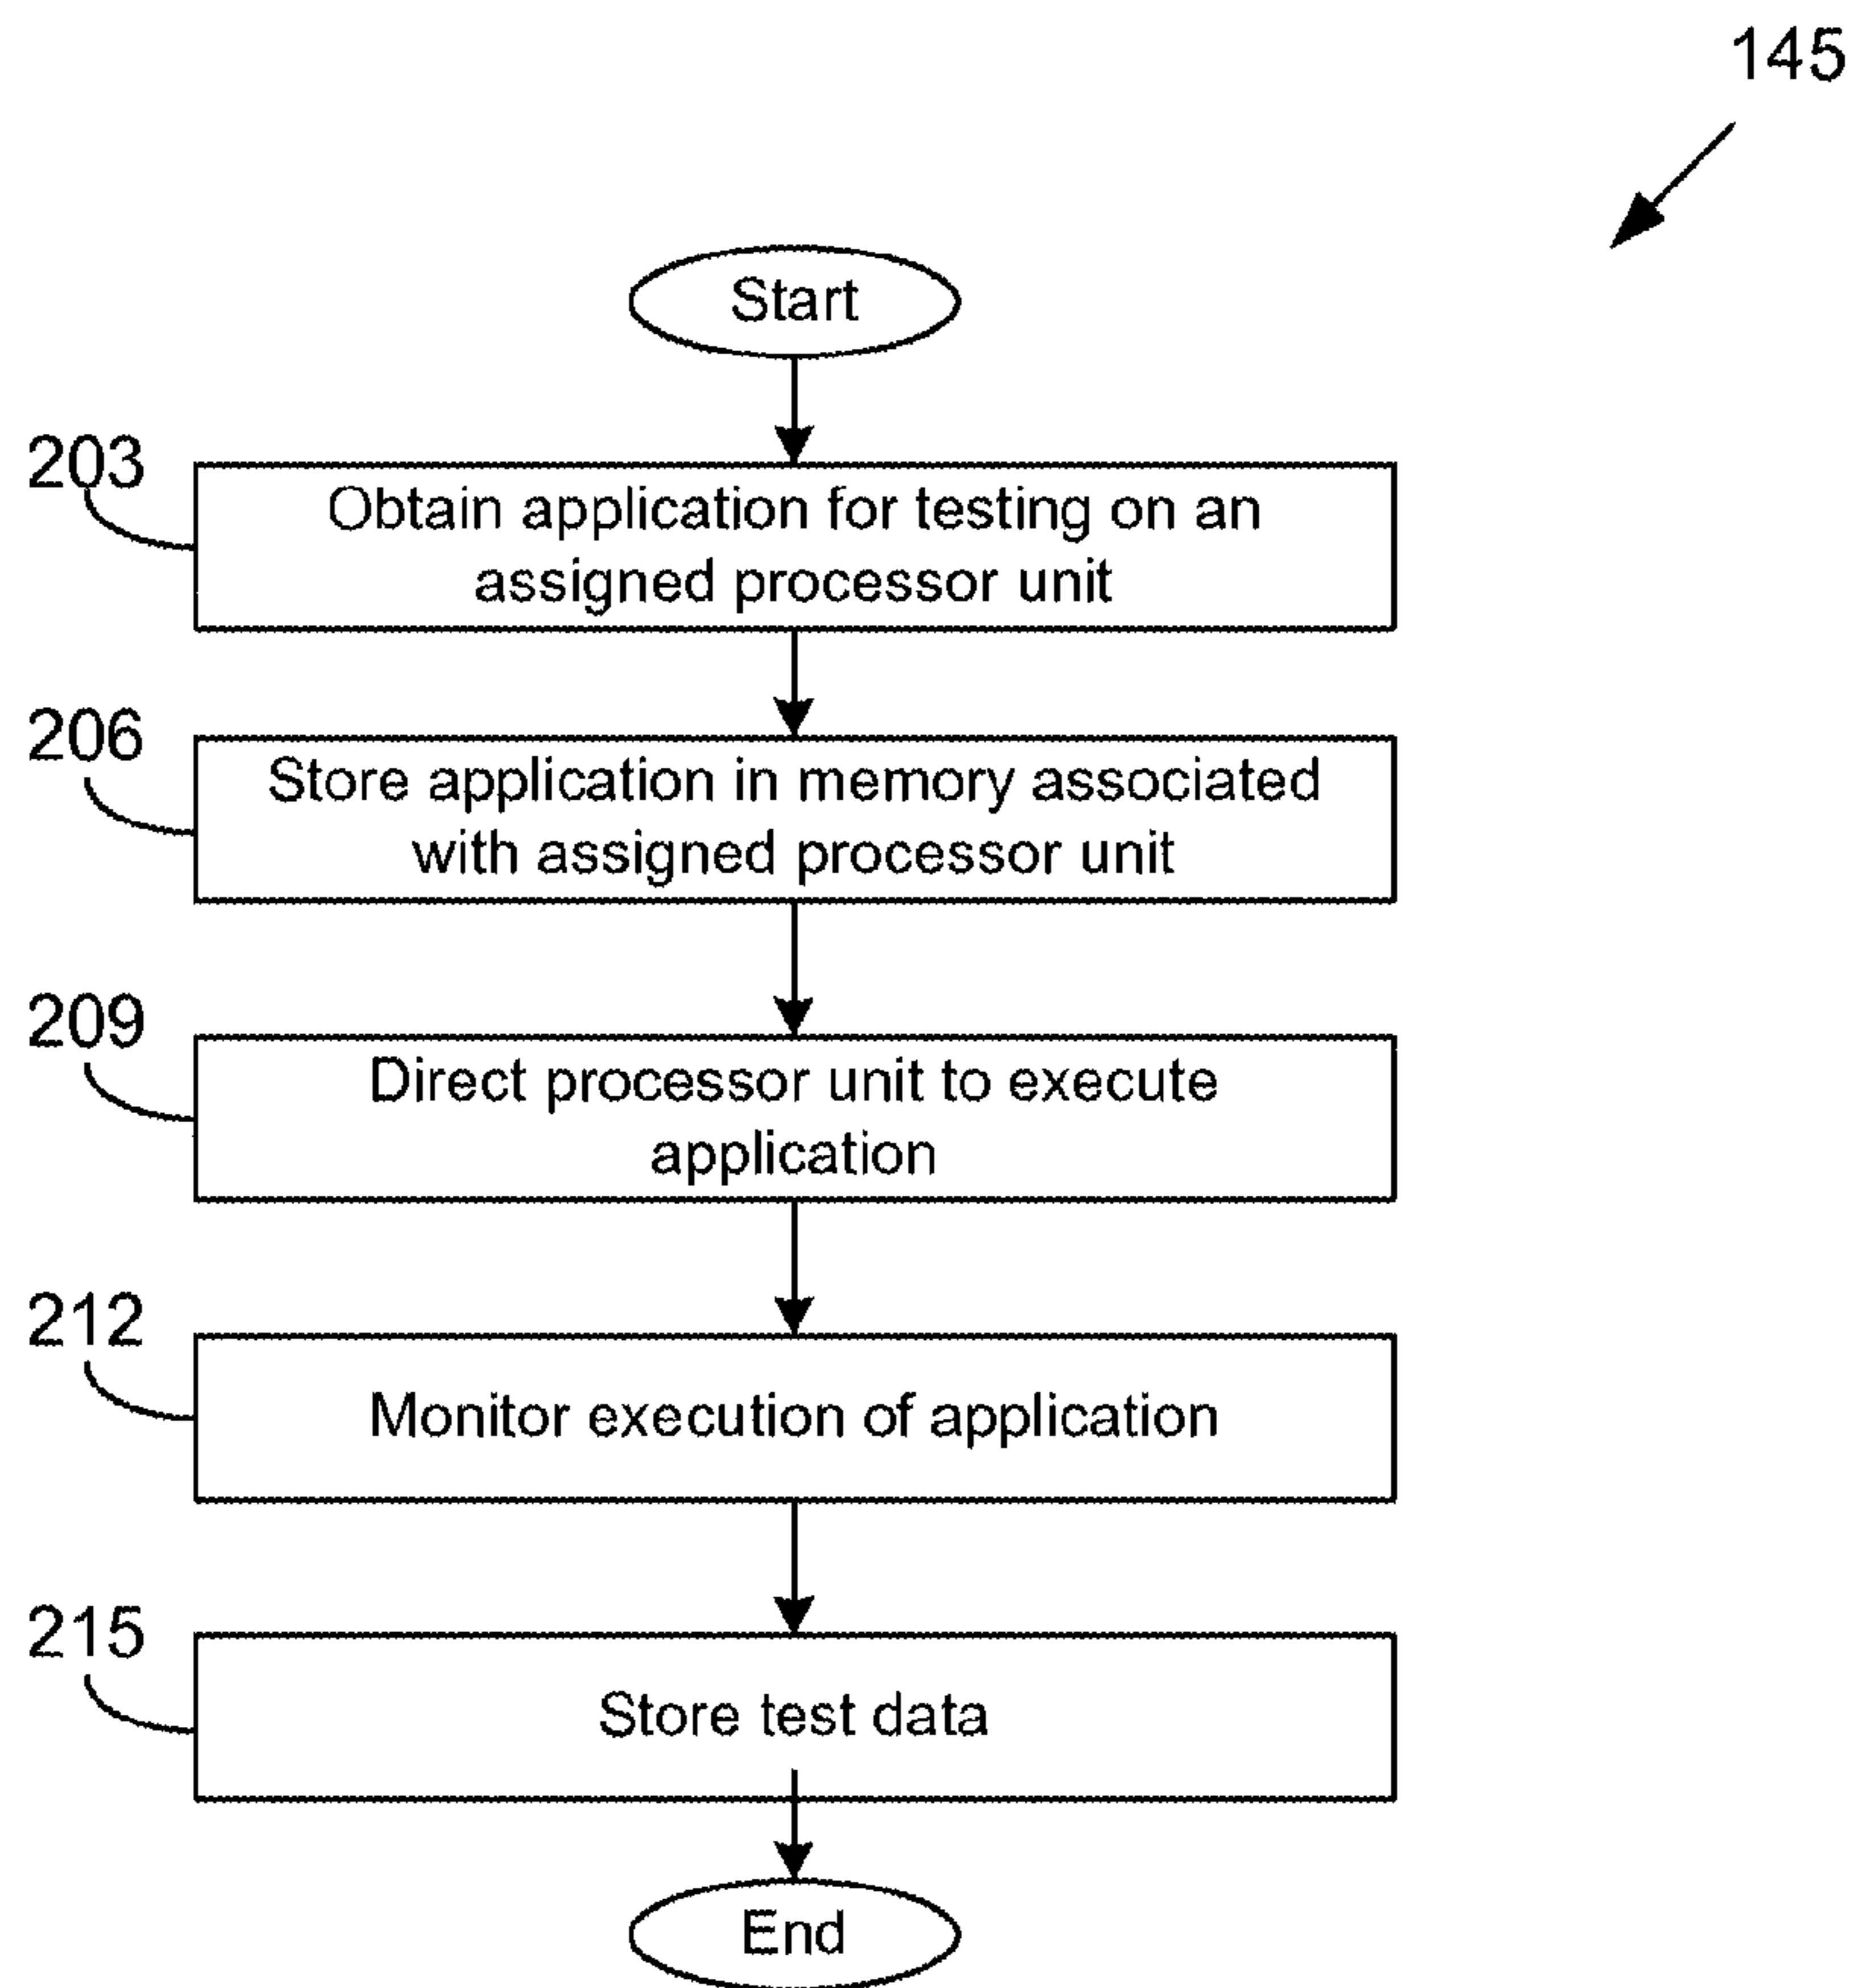 145
Start
203
Obtain application for testing on an
assigned processor unit
206
Store application in memory associated
with assigned processor unit
209
Direct processor unit to execute
application
212
Monitor execution of application
215
Store test data
End